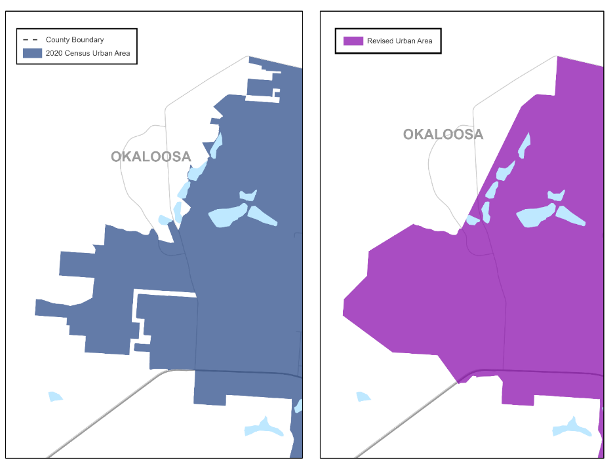 County Boundary
2020 Census Urban Area
OKALOOSA
Revised Urban Area
OKALOOSA